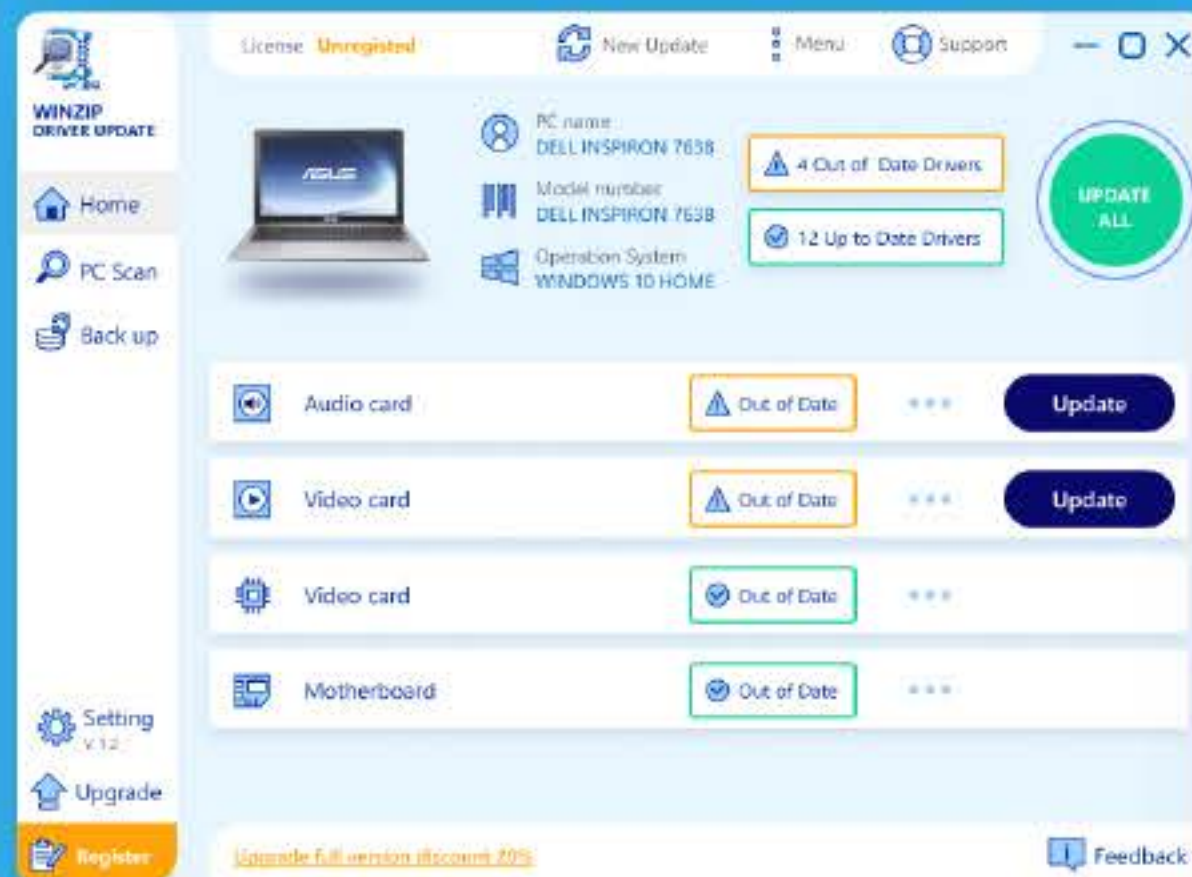 WINZIP
DRIVER UPDATE
License Unregisted
New Update
Menu
Support
ASUS
PC name
DELL INSPIRON 7638
Model number
DELL INSPIRON 7638
Operation System
WINDOWS 10 HOME
4 Out of Date Drivers
12 Up to Date Drivers
UPDATE
ALL
Home
PC Scan
Back up
Audio card
Out of Date
Update
Video card
Out of Date
Update
Video card
Out of Date
Motherboard
Out of Date
Setting
V 1.2
Upgrade
Register
Upgrade full version discount 20%
Feedback